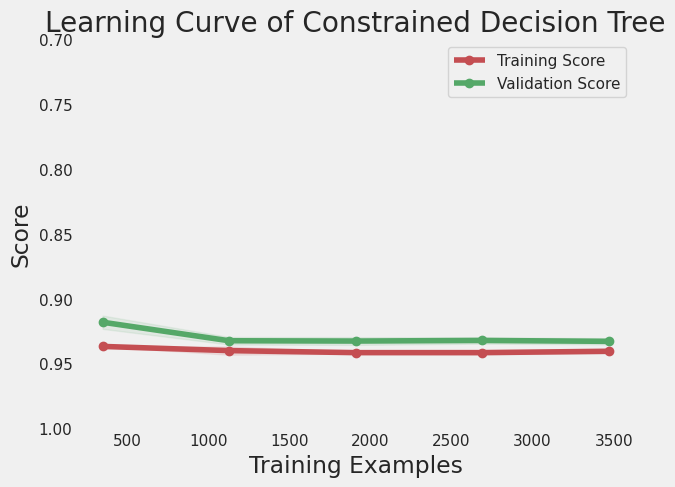 Learning Curve of Constrained Decision Tree
0.70
Training Score
Validation Score
0.75
0.80
0.85
0.90
0.95
1.00
Score
500 1000 1500 2000 2500 3000 3500
Training Examples